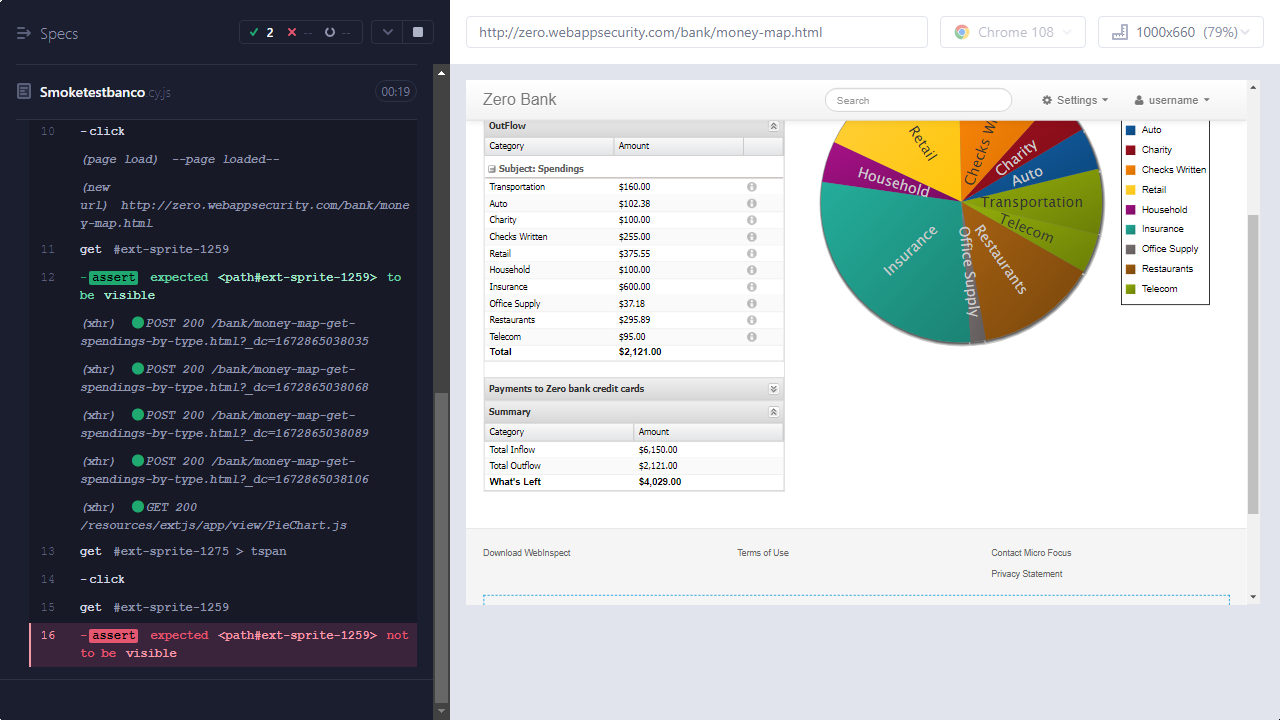 Specs
2
--
--
Smoketestbanco.cy.js
00:19
10 -click
(page load) --page loaded--
(new
url) http://zero.webappsecurity.com/bank/mone
y-map.html
11 get #ext-sprite-1259
12 -assert expected <path#ext-sprite-1259> to
be visible
(xhr) POST 200 /bank/money-map-get-
spendings-by-type.html?_dc=1672865038035
(xhr) POST 200 /bank/money-map-get-
spendings-by-type.html?_dc=1672865038068
(xhr) POST 200 /bank/money-map-get-
spendings-by-type.html?_dc=1672865038089
(xhr) POST 200 /bank/money-map-get-
spendings-by-type.html?_dc=1672865038106
(xhr) GET 200
/resources/extjs/app/view/PieChart.js
13 get #ext-sprite-1275 > tspan
14 -click
15 get #ext-sprite-1259
16 -assert expected <path#ext-sprite-1259> not
to be visible
http://zero.webappsecurity.com/bank/money-map.html
Chrome 108
1000x660 (79%)
Zero Bank
Search
Settings
username
OutFlow
Category Amount
Subject: Spendings
Transportation $160.00
Auto $102.38
Charity $100.00
Checks Written $255.00
Retail $375.55
Household $100.00
Insurance $600.00
Office Supply $37.18
Restaurants $295.89
Telecom $95.00
Total $2,121.00
Payments to Zero bank credit cards
Summary
Category Amount
Total Inflow $6,150.00
Total Outflow $2,121.00
What's Left $4,029.00
Retail
Checks Wr
Charity
Auto
Transportation
Telecom
Restaurants
Office Supply
Insurance
Household
Auto
Charity
Checks Written
Retail
Household
Insurance
Office Supply
Restaurants
Telecom
Download WebInspect
Terms of Use
Contact Micro Focus
Privacy Statement